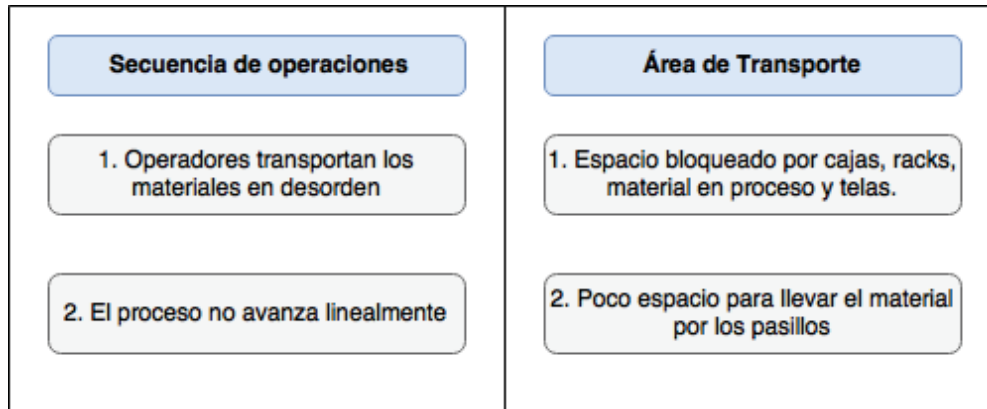 Secuencia de operaciones
1. Operadores transportan los
materiales en desorden
2. El proceso no avanza linealmente
Área de Transporte
1. Espacio bloqueado por cajas, racks,
material en proceso y telas.
2. Poco espacio para llevar el material
por los pasillos